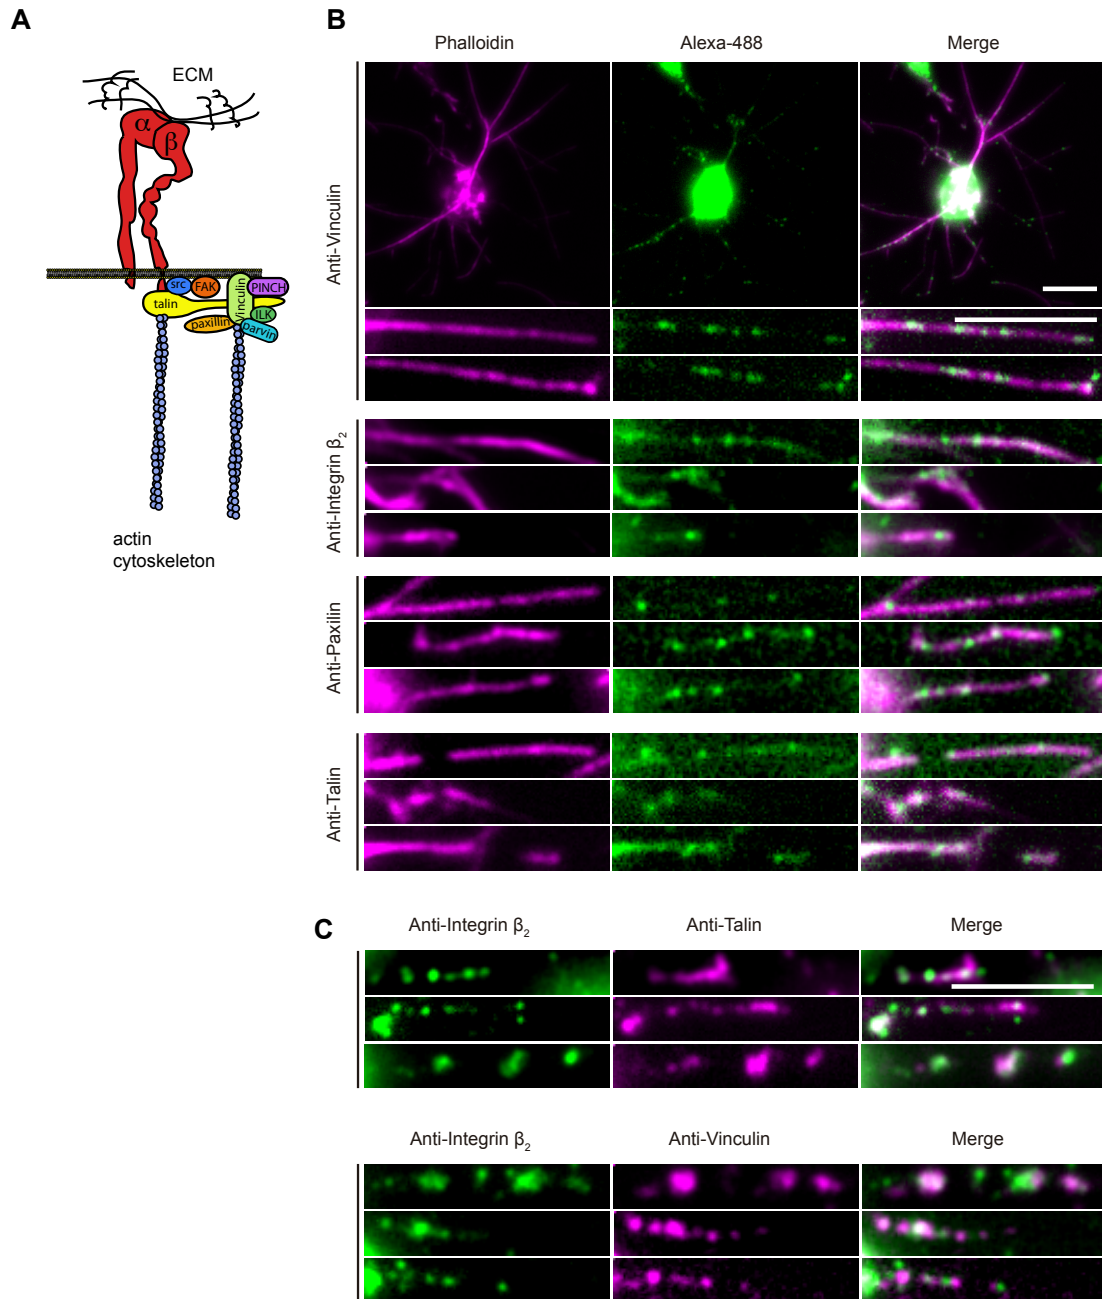 A
ECM
α
β
src
FAK
vinculin
PINCH
talin
ILK
paxillin
parvin
actin
cytoskeleton
B
Phalloidin
Alexa-488
Merge
Anti-Vinculin
Anti-Integrin β2
Anti-Paxilin
Anti-Talin
C
Anti-Integrin β2
Anti-Talin
Merge
Anti-Integrin β2
Anti-Vinculin
Merge